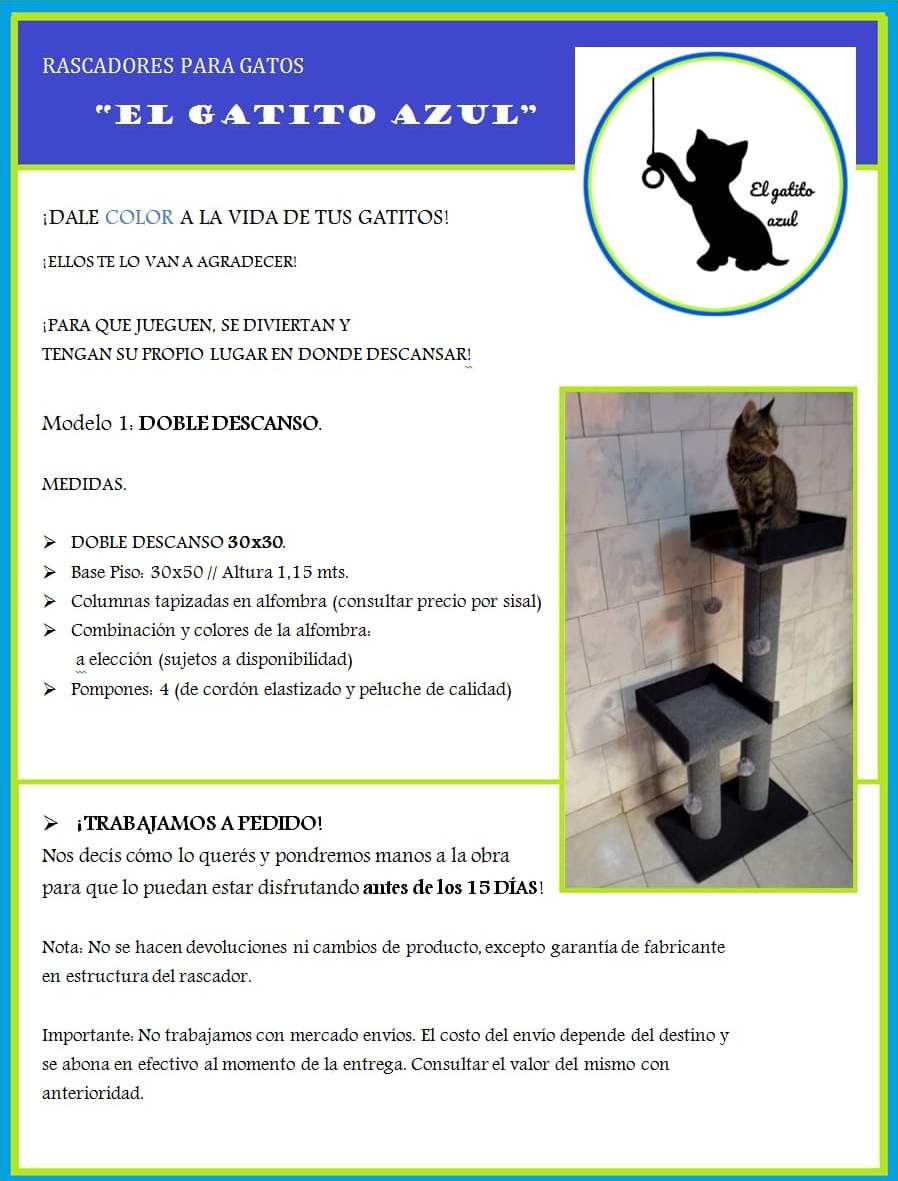 RASCADORES PARA GATOS
“EL GATITO AZUL”
El gatito
azul
¡DALE COLOR A LA VIDA DE TUS GATITOS!
¡ELLOS TE LO VAN A AGRADECER!
¡PARA QUE JUEGUEN, SE DIVIERTAN Y
TENGAN SU PROPIO LUGAR EN DONDE DESCANSAR!
Modelo 1: DOBLE DESCANSO.
MEDIDAS.
➢ DOBLE DESCANSO 30x30.
➢ Base Piso: 30x50 // Altura 1,15 mts.
➢ Columnas tapizadas en alfombra (consultar precio por sisal)
➢ Combinación y colores de la alfombra:
a elección (sujetos a disponibilidad)
➢ Pompones: 4 (de cordón elastizado y peluche de calidad)
➢ ¡TRABAJAMOS A PEDIDO!
Nos decís cómo lo querés y pondremos manos a la obra
para que lo puedan estar disfrutando antes de los 15 DÍAS!
Nota: No se hacen devoluciones ni cambios de producto, excepto garantía de fabricante
en estructura del rascador.
Importante: No trabajamos con mercado envíos. El costo del envío depende del destino y
se abona en efectivo al momento de la entrega. Consultar el valor del mismo con
anterioridad.